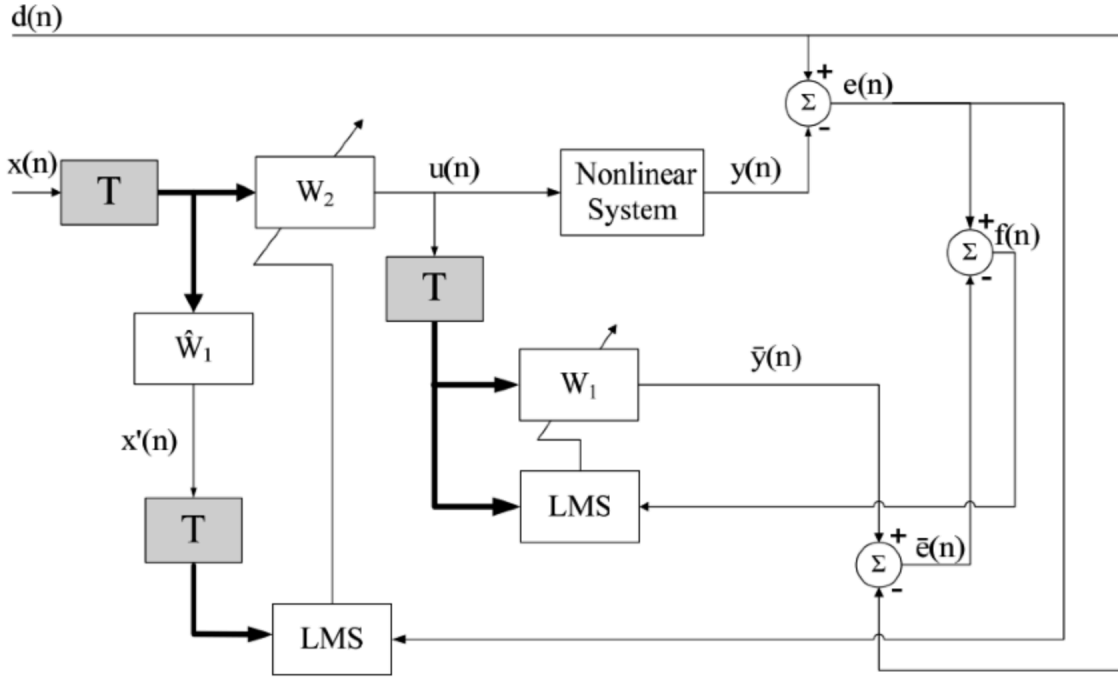 d(n)
+
Σ
e(n)
-
x(n)
T
W₂
u(n)
Nonlinear
System
y(n)
+
Σ
f(n)
-
T
Ŵ₁
W₁
ȳ(n)
x'(n)
LMS
T
+
Σ
ē(n)
-
LMS